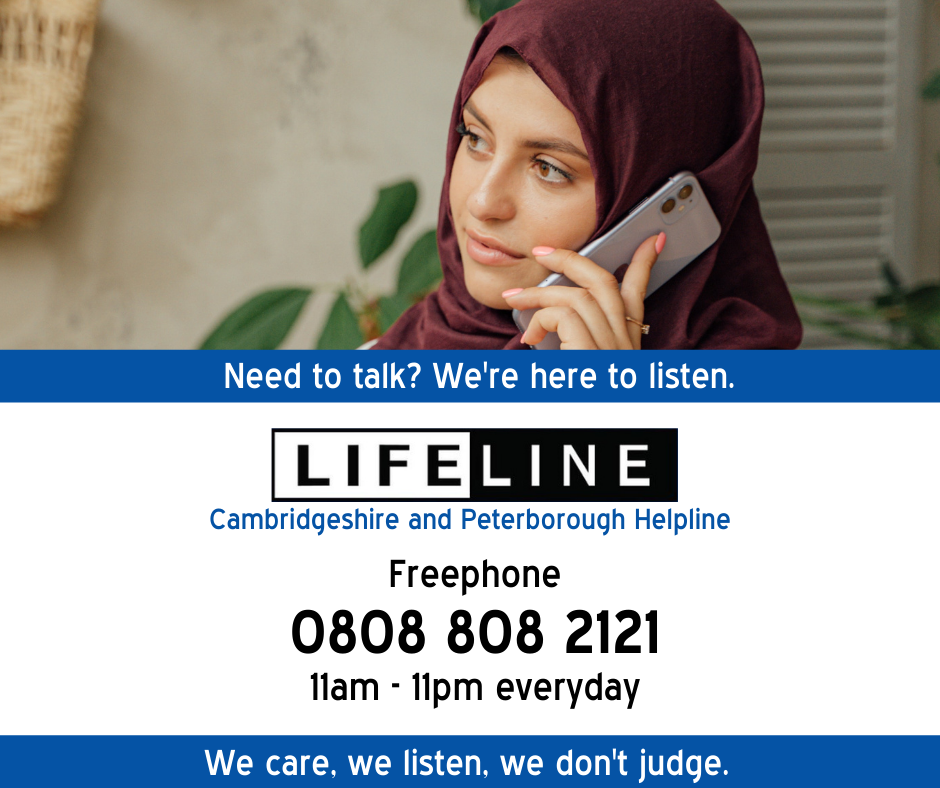 Need to talk? We're here to listen.
LIFELINE
Cambridgeshire and Peterborough Helpline
Freephone
0808 808 2121
11am - 11pm everyday
We care, we listen, we don't judge.